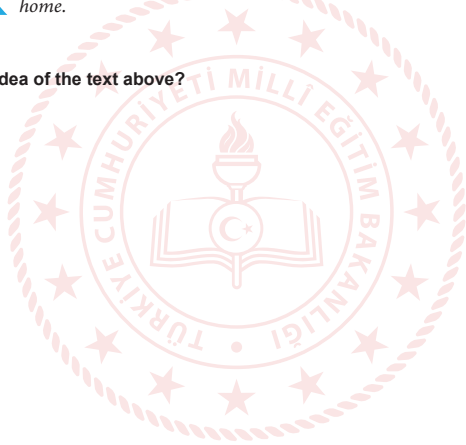 home.
dea of the text above?
TÜRKİYE CUMHURİYETİ MİLLÎ EĞİTİM BAKANLIĞI